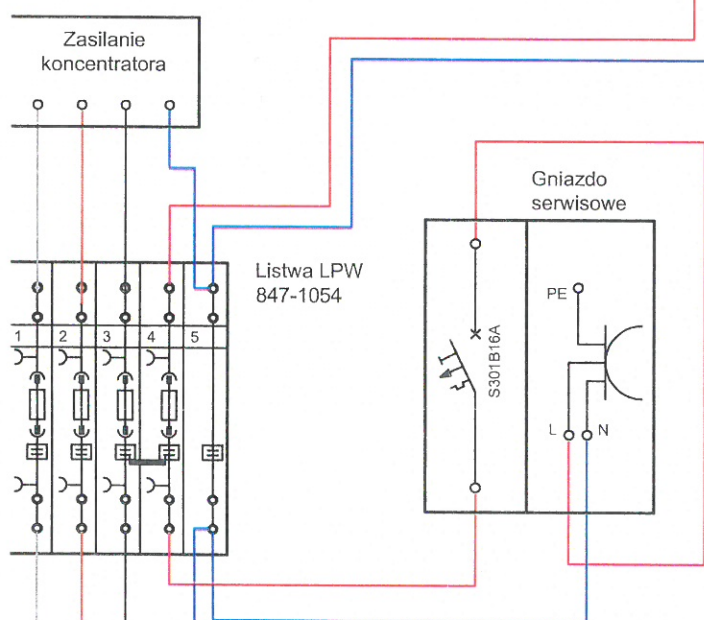 Zasilanie
koncentratora
Gniazdo
serwisowe
Listwa LPW
847-1054
PE
S301B16A
1 2 3 4 5
L N